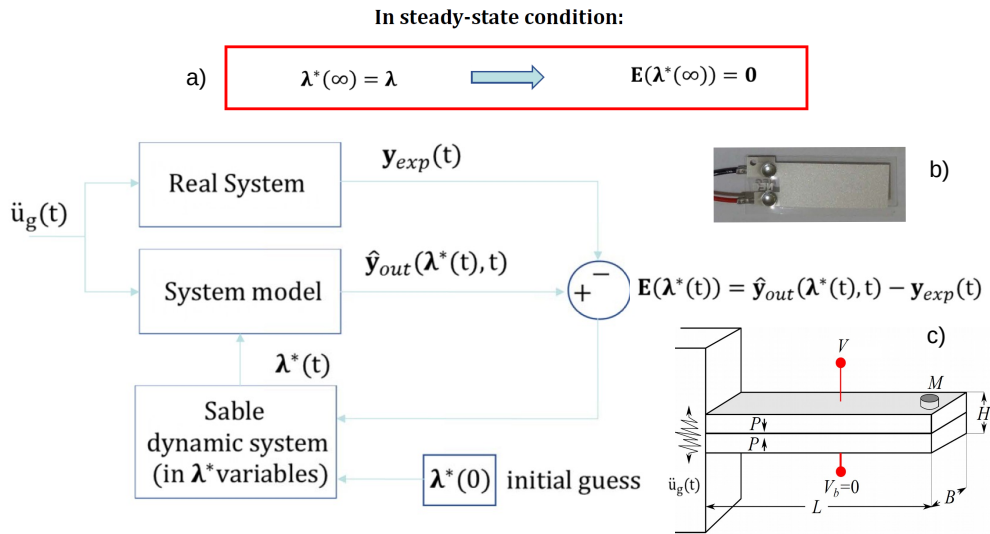 In steady-state condition:
a)
λ*(∞) = λ
E(λ*(∞)) = 0
y_exp(t)
Real System
b)
ü_g(t)
ŷ_out(λ*(t), t)
System model
+ −
E(λ*(t)) = ŷ_out(λ*(t), t) − y_exp(t)
c)
λ*(t)
V
M
H
P
P
Sable
dynamic system
(in λ* variables)
λ*(0) initial guess
ü_g(t)
V_b=0
L
B